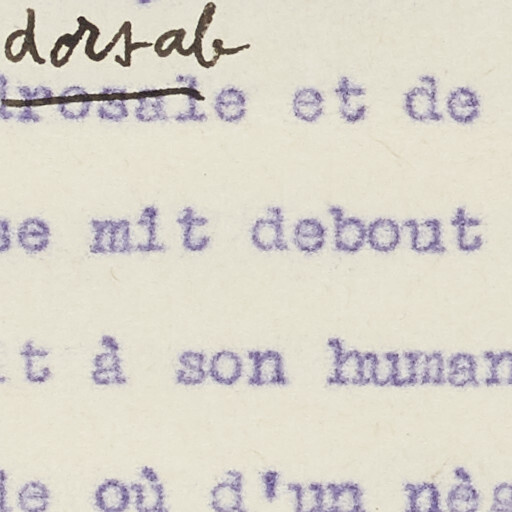 dorsale
drosale et de
se mit debout
it à son human
le où d'un nès